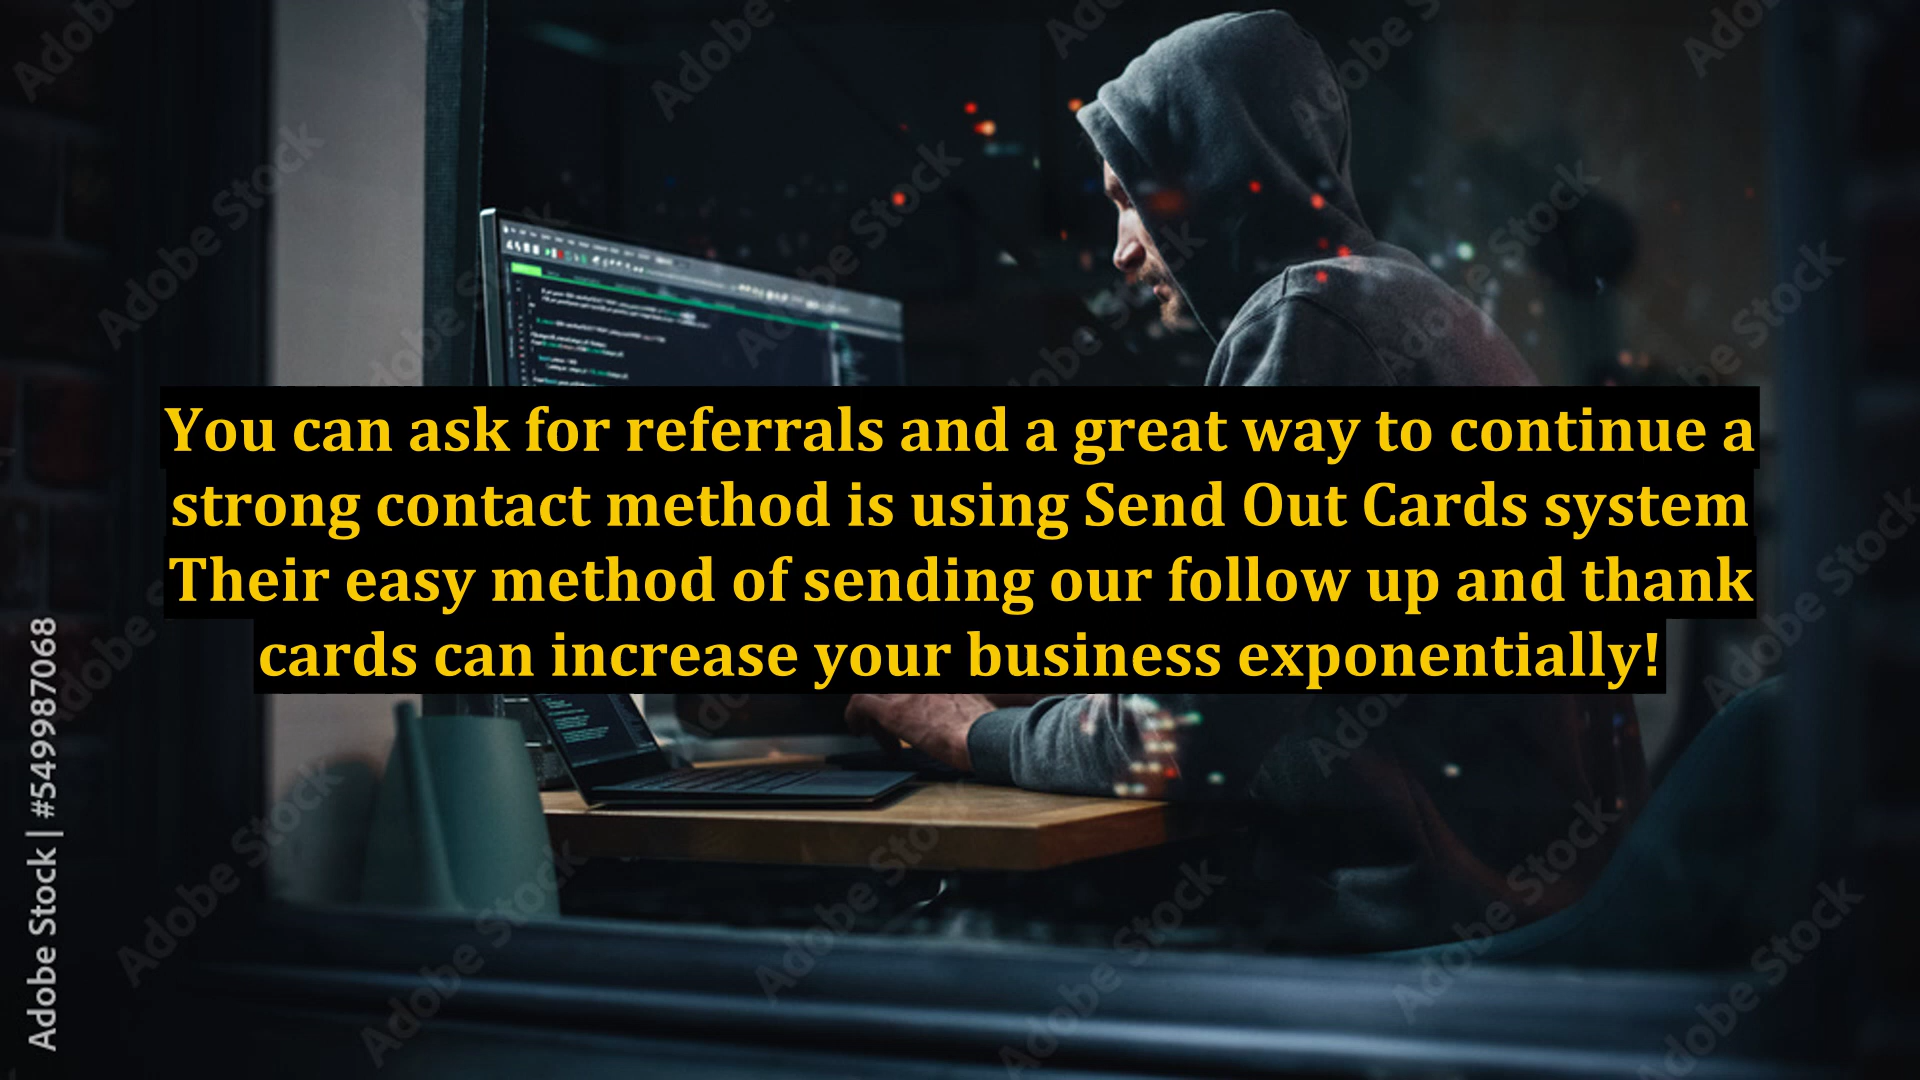 You can ask for referrals and a great way to continue a
strong contact method is using Send Out Cards system
Their easy method of sending our follow up and thank
cards can increase your business exponentially!
Adobe Stock | #549987068
Adobe Stock